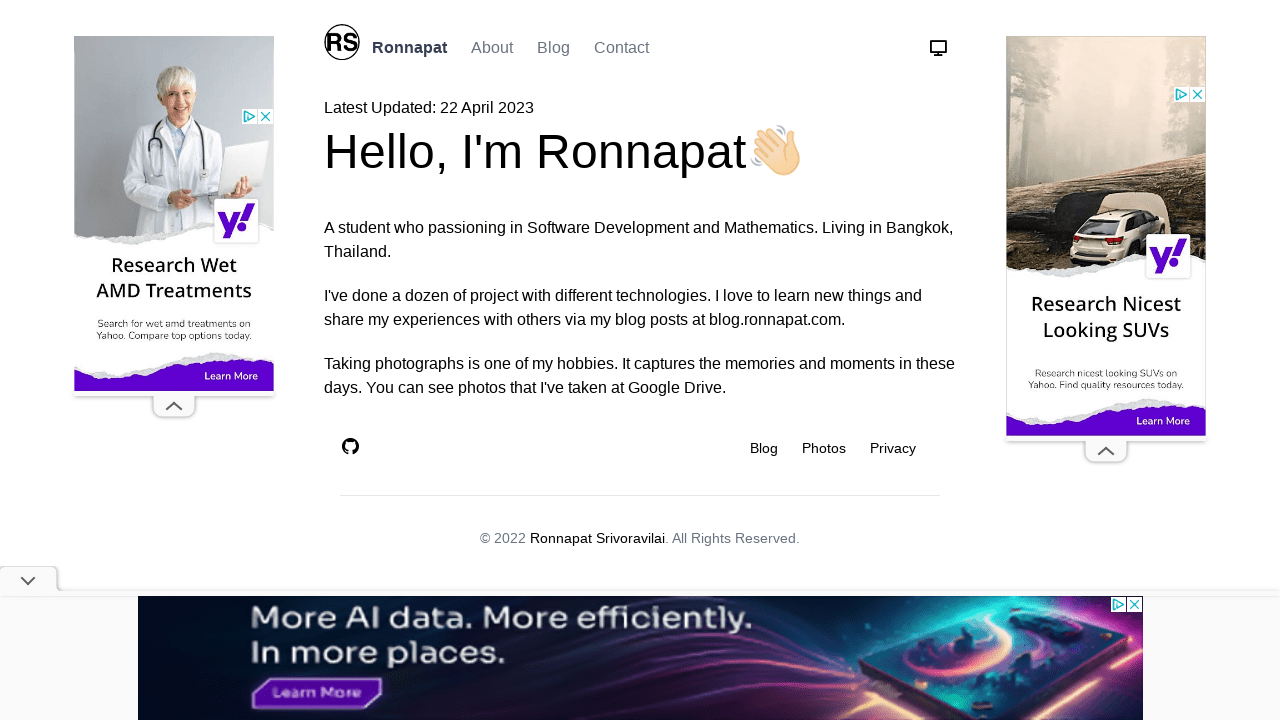 RS
Ronnapat About Blog Contact
Latest Updated: 22 April 2023
Hello, I'm Ronnapat👋🏼
A student who passioning in Software Development and Mathematics. Living in Bangkok,
Thailand.
I've done a dozen of project with different technologies. I love to learn new things and
share my experiences with others via my blog posts at blog.ronnapat.com.
Taking photographs is one of my hobbies. It captures the memories and moments in these
days. You can see photos that I've taken at Google Drive.
Blog Photos Privacy
© 2022 Ronnapat Srivoravilai. All Rights Reserved.
y!
Research Wet
AMD Treatments
Search for wet amd treatments on
Yahoo. Compare top options today.
Learn More
y!
Research Nicest
Looking SUVs
Research nicest looking SUVs on
Yahoo. Find quality resources today.
Learn More
More AI data. More efficiently.
In more places.
Learn More